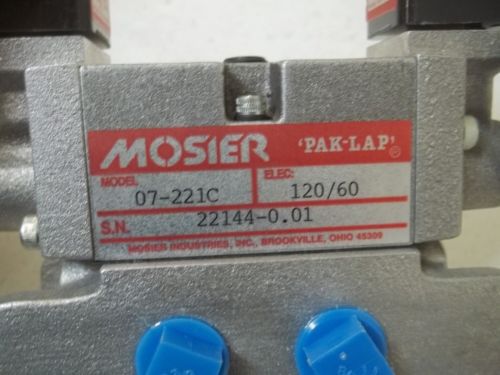 MOSIER 'PAK-LAP' ®
MODEL 07-221C ELEC: 120/60
S.N. 22144-0.01
MOSIER INDUSTRIES, INC., BROOKVILLE, OHIO 45309